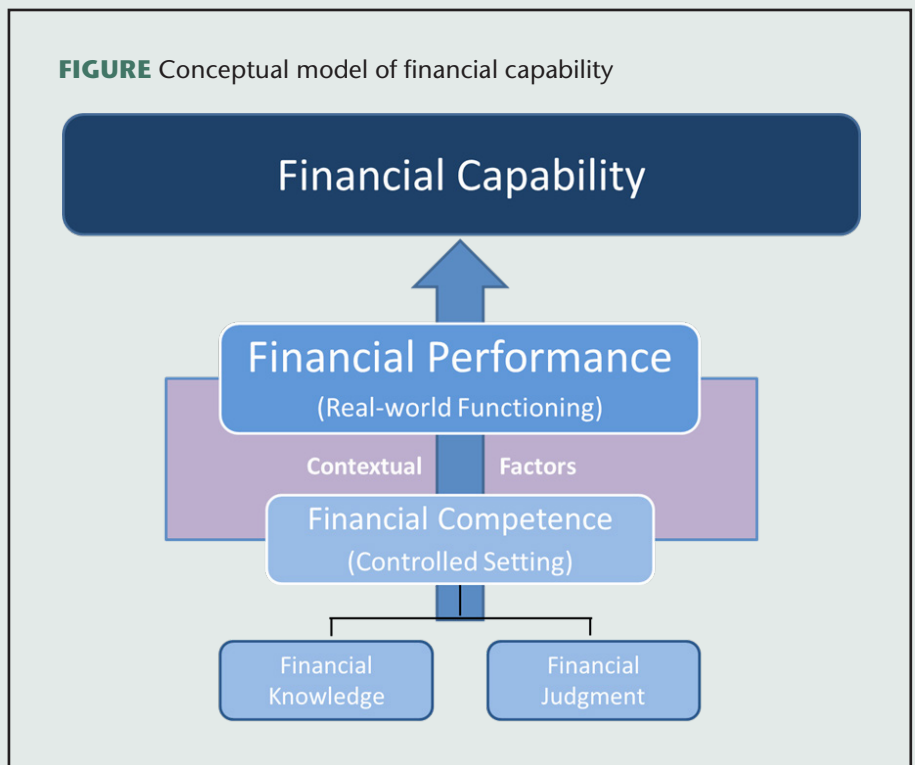 FIGURE Conceptual model of financial capability
Financial Capability
Financial Performance
(Real-world Functioning)
Contextual Factors
Financial Competence
(Controlled Setting)
Financial
Knowledge
Financial
Judgment